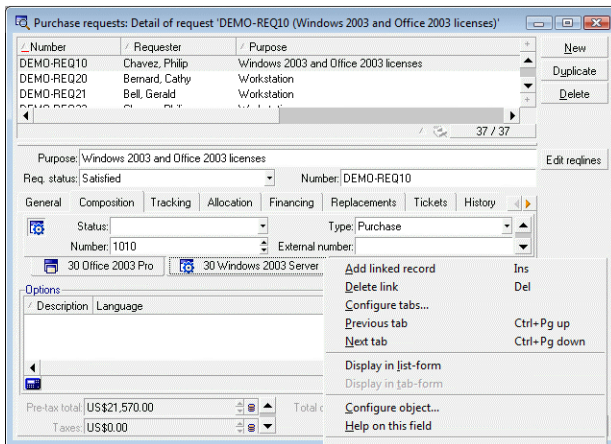 Purchase requests: Detail of request 'DEMO-REQ10 (Windows 2003 and Office 2003 licenses)'
Number Requester Purpose New
DEMO-REQ10 Chavez, Philip Windows 2003 and Office 2003 licenses
DEMO-REQ20 Bernard, Cathy Workstation Duplicate
DEMO-REQ21 Bell, Gerald Workstation Delete
37 / 37
Purpose: Windows 2003 and Office 2003 licenses Edit reqlines
Req. status: Satisfied Number: DEMO-REQ10
General Composition Tracking Allocation Financing Replacements Tickets History
Status: Type: Purchase
Number: 1010 External number:
30 Office 2003 Pro 30 Windows 2003 Server
Add linked record Ins
Delete link Del
Configure tabs...
Previous tab Ctrl+Pg up
Next tab Ctrl+Pg down
Display in list-form
Display in tab-form
Configure object...
Help on this field
Options
Description Language
Pre-tax total: US$21,570.00 Total
Taxes: US$0.00